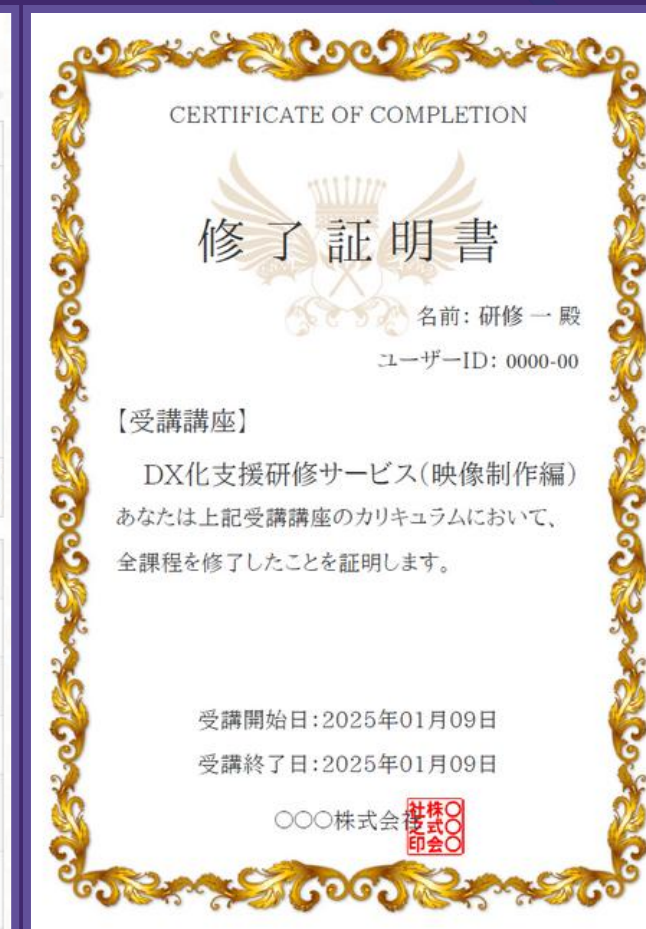 CERTIFICATE OF COMPLETION
修了証明書
名前: 研修 一 殿
ユーザーID: 0000-00
【受講講座】
DX化支援研修サービス(映像制作編)
あなたは上記受講講座のカリキュラムにおいて、
全課程を修了したことを証明します。
受講開始日:2025年01月09日
受講終了日:2025年01月09日
○○○株式会社
○○○株式会社之印